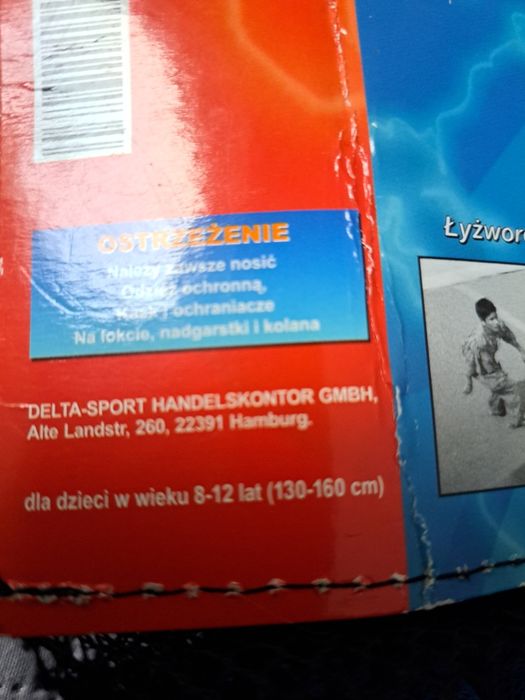 OSTRZEŻENIE
Należy zawsze nosić
Odzież ochronną,
Kask i ochraniacze
Na łokcie, nadgarstki i kolana
DELTA-SPORT HANDELSKONTOR GMBH,
Alte Landstr, 260, 22391 Hamburg.
dla dzieci w wieku 8-12 lat (130-160 cm)